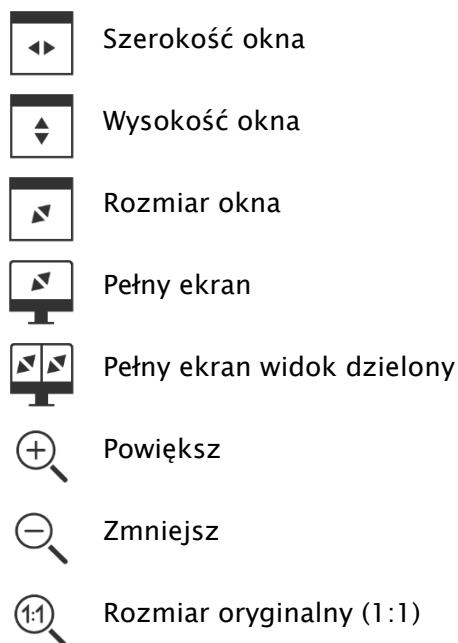 Szerokość okna
Wysokość okna
Rozmiar okna
Pełny ekran
Pełny ekran widok dzielony
Powiększ
Zmniejsz
1:1 Rozmiar oryginalny (1:1)